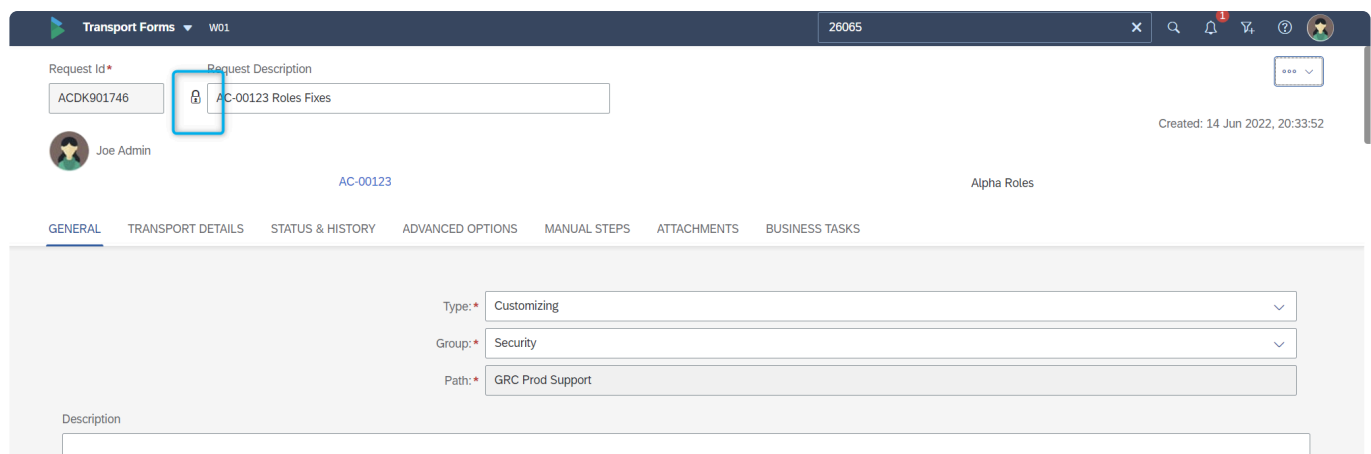 Transport Forms W01 26065 1
Request Id* Request Description
ACDK901746 AC-00123 Roles Fixes
Created: 14 Jun 2022, 20:33:52
Joe Admin
AC-00123 Alpha Roles
GENERAL TRANSPORT DETAILS STATUS & HISTORY ADVANCED OPTIONS MANUAL STEPS ATTACHMENTS BUSINESS TASKS
Type:* Customizing
Group:* Security
Path:* GRC Prod Support
Description